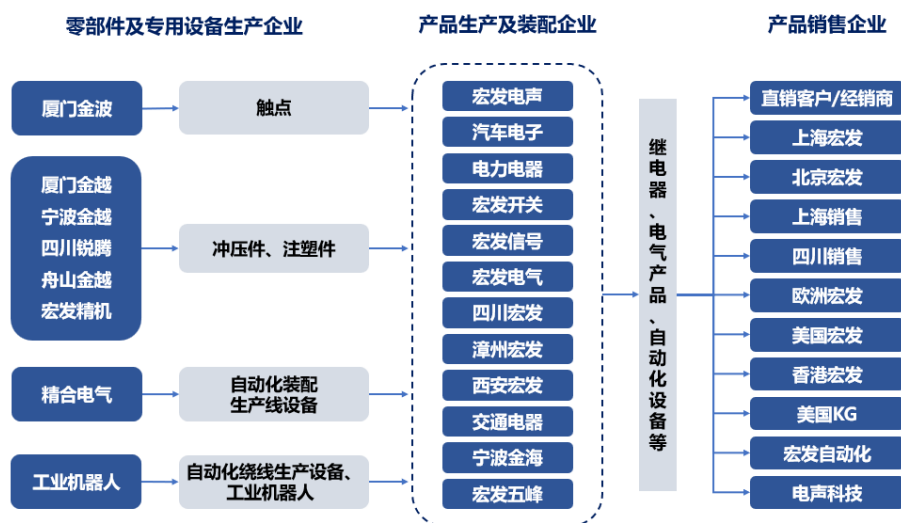 零部件及专用设备生产企业
产品生产及装配企业
产品销售企业
厦门金波
触点
厦门金越
宁波金越
四川锐腾
舟山金越
宏发精机
冲压件、注塑件
精合电气
自动化装配
生产线设备
工业机器人
自动化绕线生产设备、
工业机器人
宏发电声
汽车电子
电力电器
宏发开关
宏发信号
宏发电气
四川宏发
漳州宏发
西安宏发
交通电器
宁波金海
宏发五峰
继电器、电气产品、自动化设备等
直销客户/经销商
上海宏发
北京宏发
上海销售
四川销售
欧洲宏发
美国宏发
香港宏发
美国KG
宏发自动化
电声科技